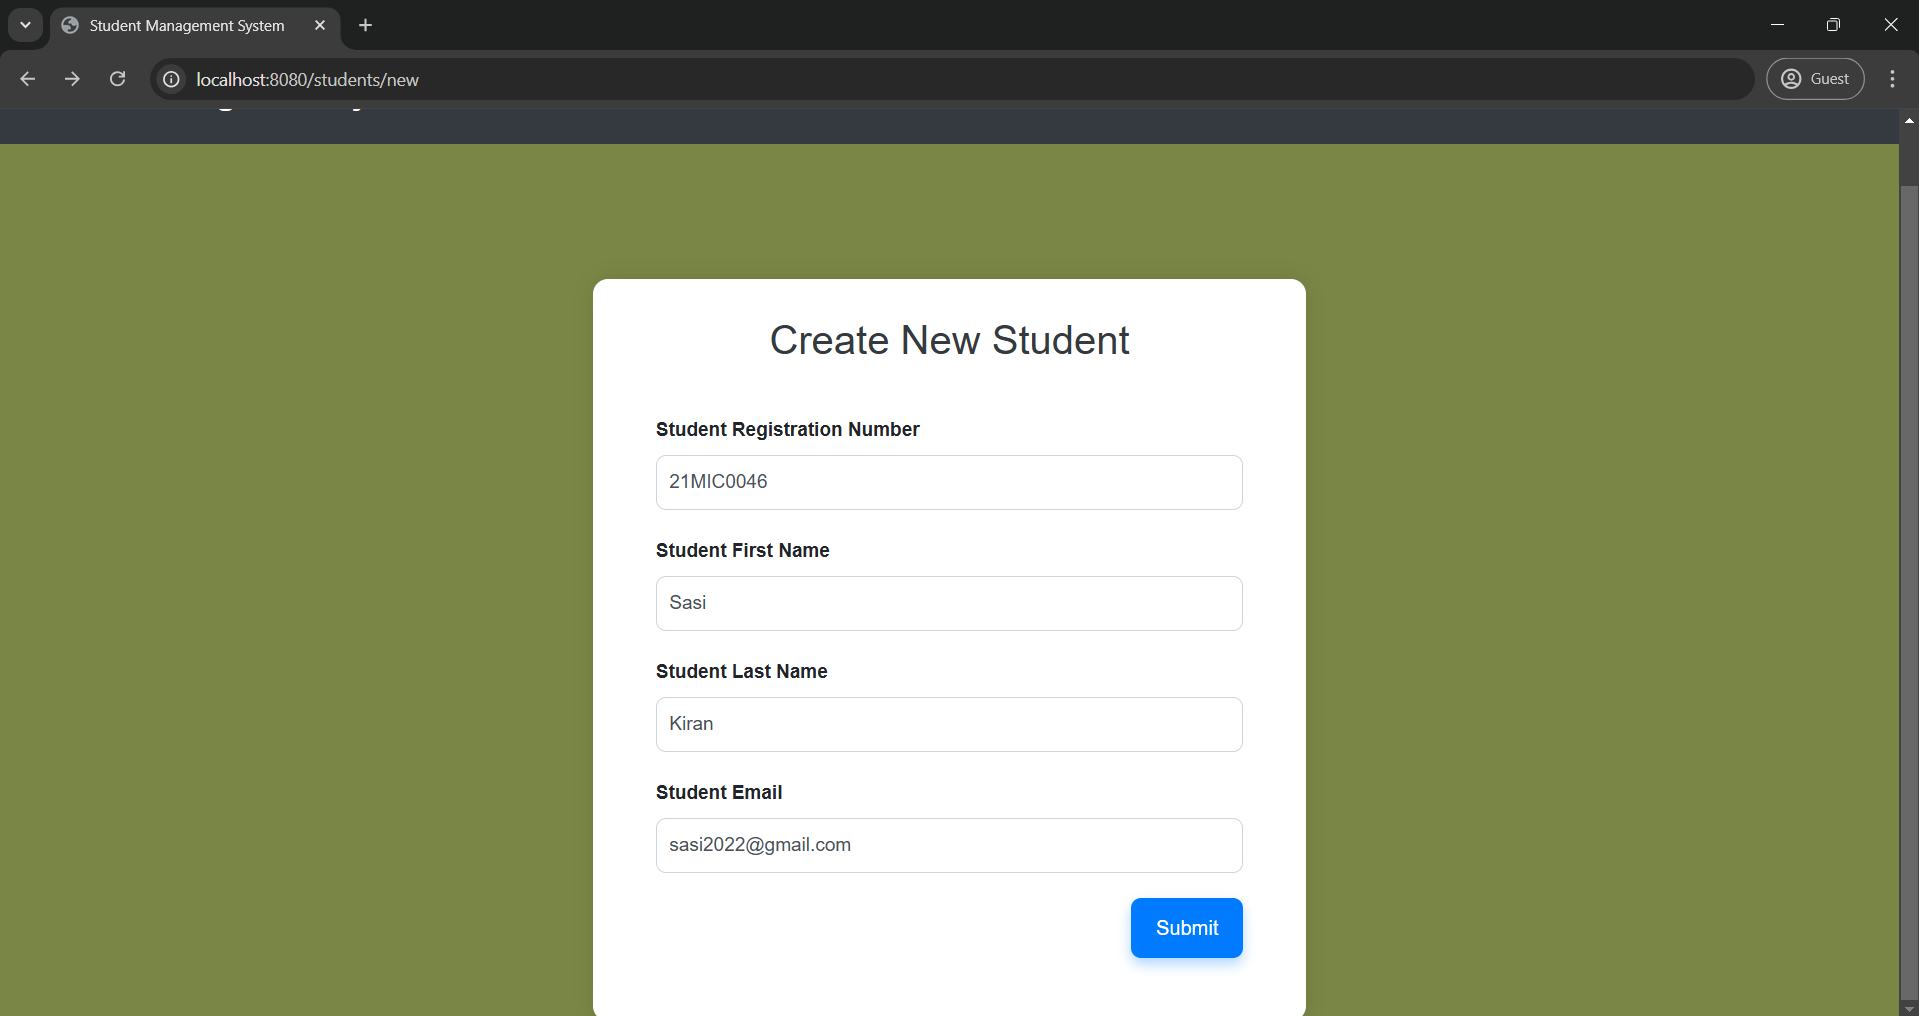 Student Management System
localhost:8080/students/new
Guest
Create New Student
Student Registration Number
21MIC0046
Student First Name
Sasi
Student Last Name
Kiran
Student Email
sasi2022@gmail.com
Submit